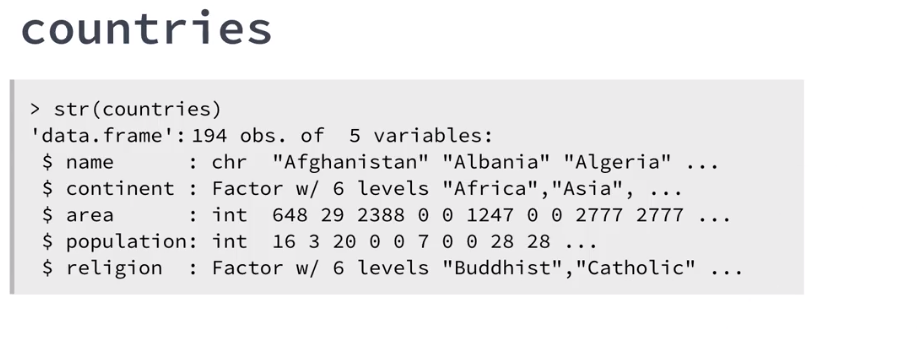 countries
> str(countries)
'data.frame': 194 obs. of  5 variables:
 $ name      : chr  "Afghanistan" "Albania" "Algeria" ...
 $ continent : Factor w/ 6 levels "Africa","Asia", ...
 $ area      : int  648 29 2388 0 0 1247 0 0 2777 2777 ...
 $ population: int  16 3 20 0 0 7 0 0 28 28 ...
 $ religion  : Factor w/ 6 levels "Buddhist","Catholic" ...